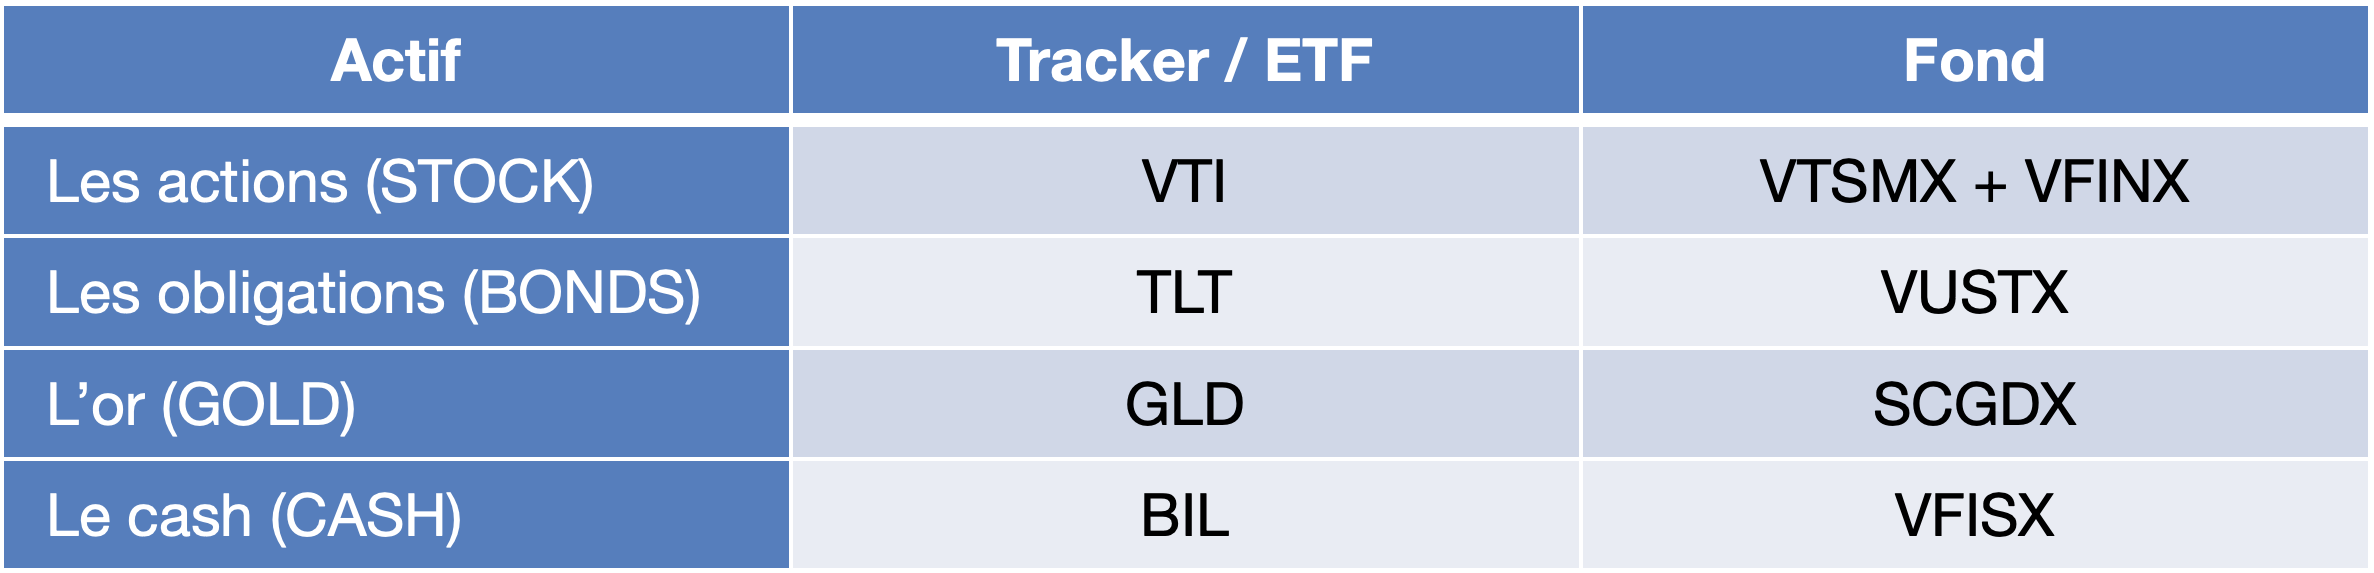 Actif Tracker / ETF Fond
Les actions (STOCK) VTI VTSMX + VFINX
Les obligations (BONDS) TLT VUSTX
L’or (GOLD) GLD SCGDX
Le cash (CASH) BIL VFISX